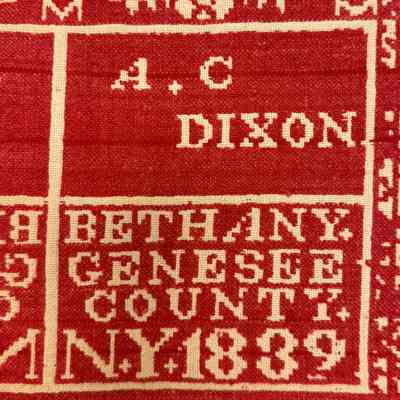 A . C
DIXON
BETHANY.
GENESEE
COUNTY.
N.Y. 1839